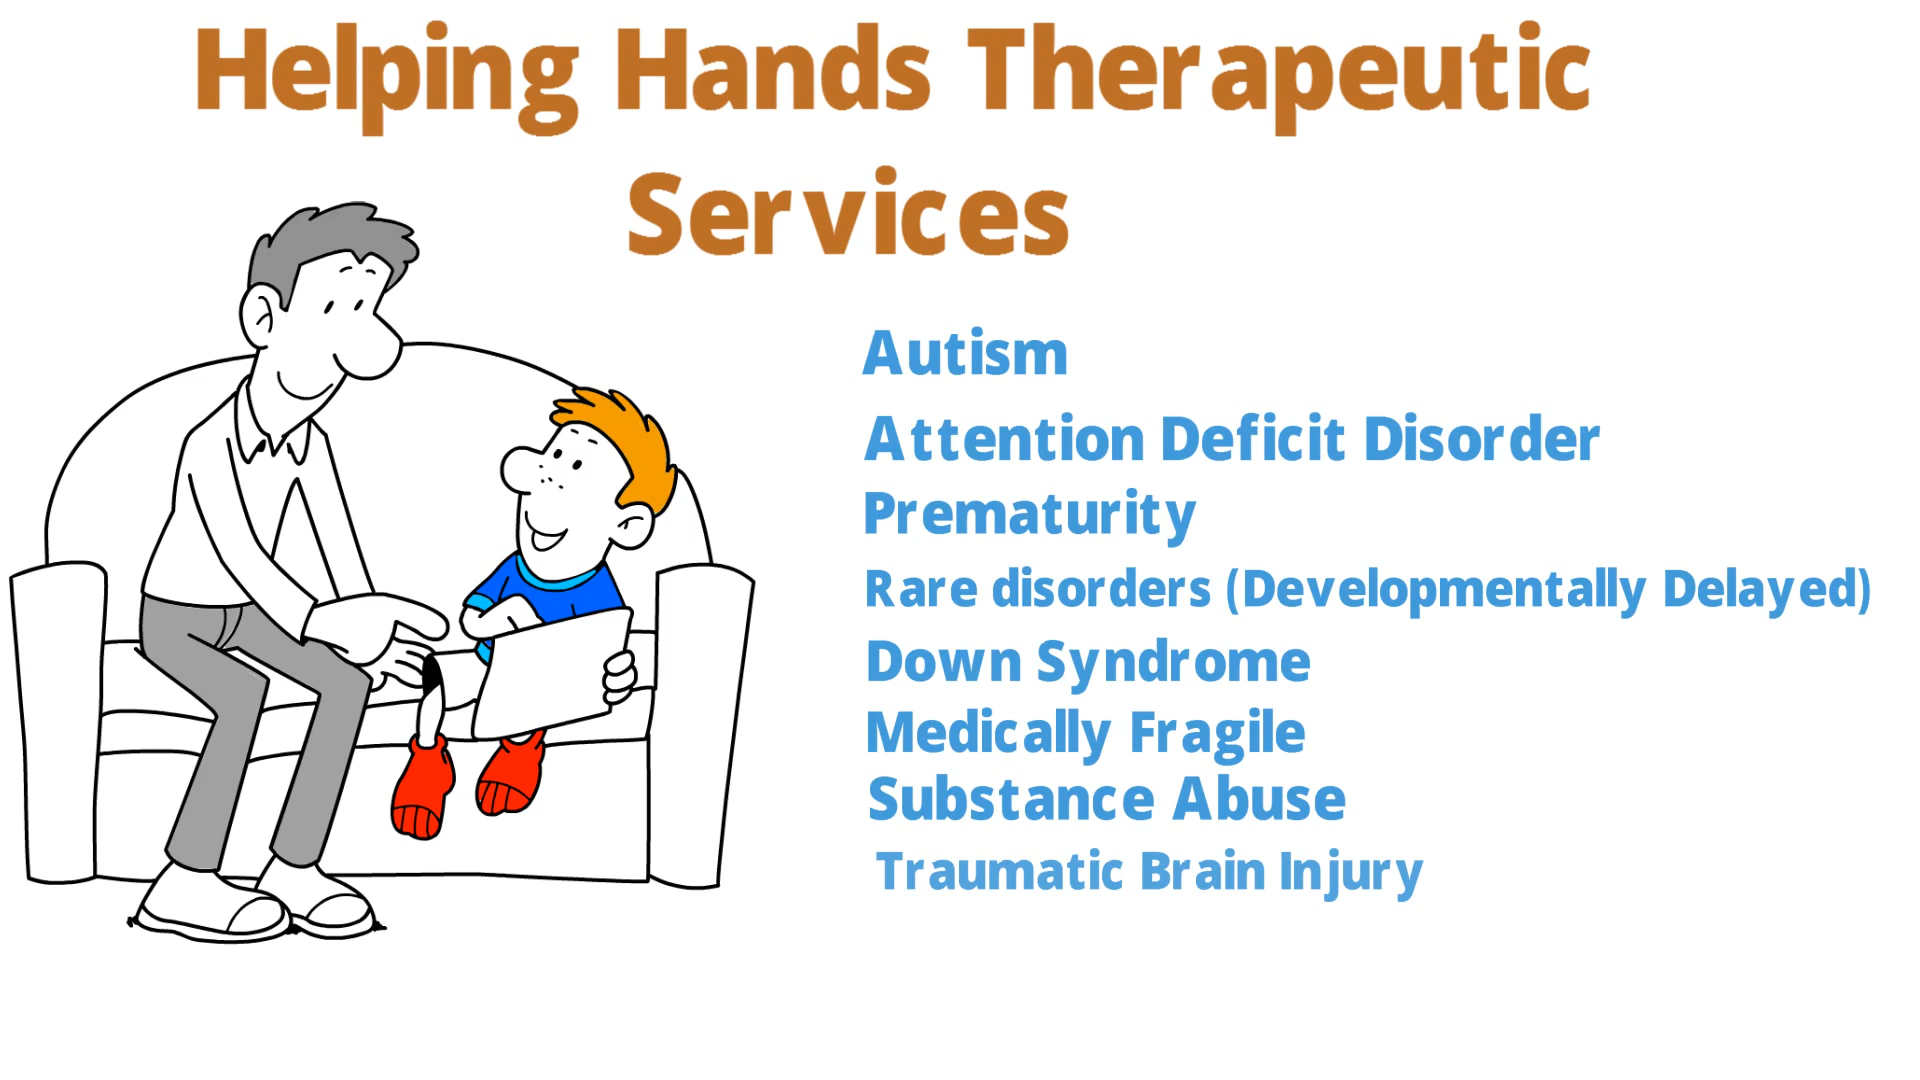 Helping Hands Therapeutic
Services
Autism
Attention Deficit Disorder
Prematurity
Rare disorders (Developmentally Delayed)
Down Syndrome
Medically Fragile
Substance Abuse
Traumatic Brain Injury